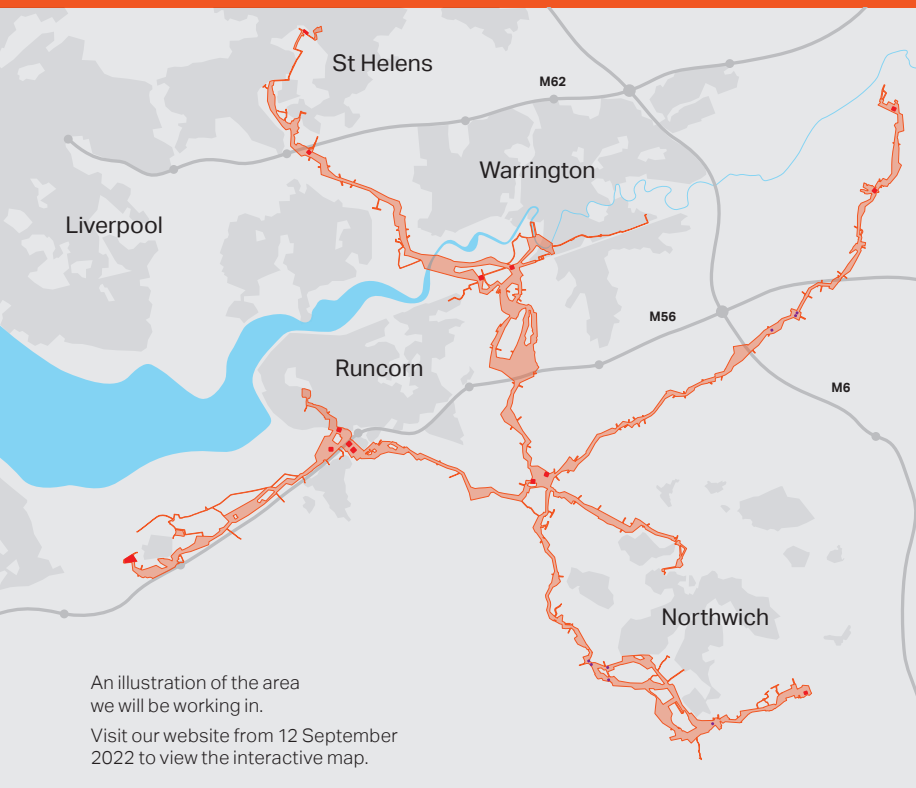 St Helens
M62
Warrington
Liverpool
M56
Runcorn
M6
Northwich
An illustration of the area
we will be working in.
Visit our website from 12 September
2022 to view the interactive map.